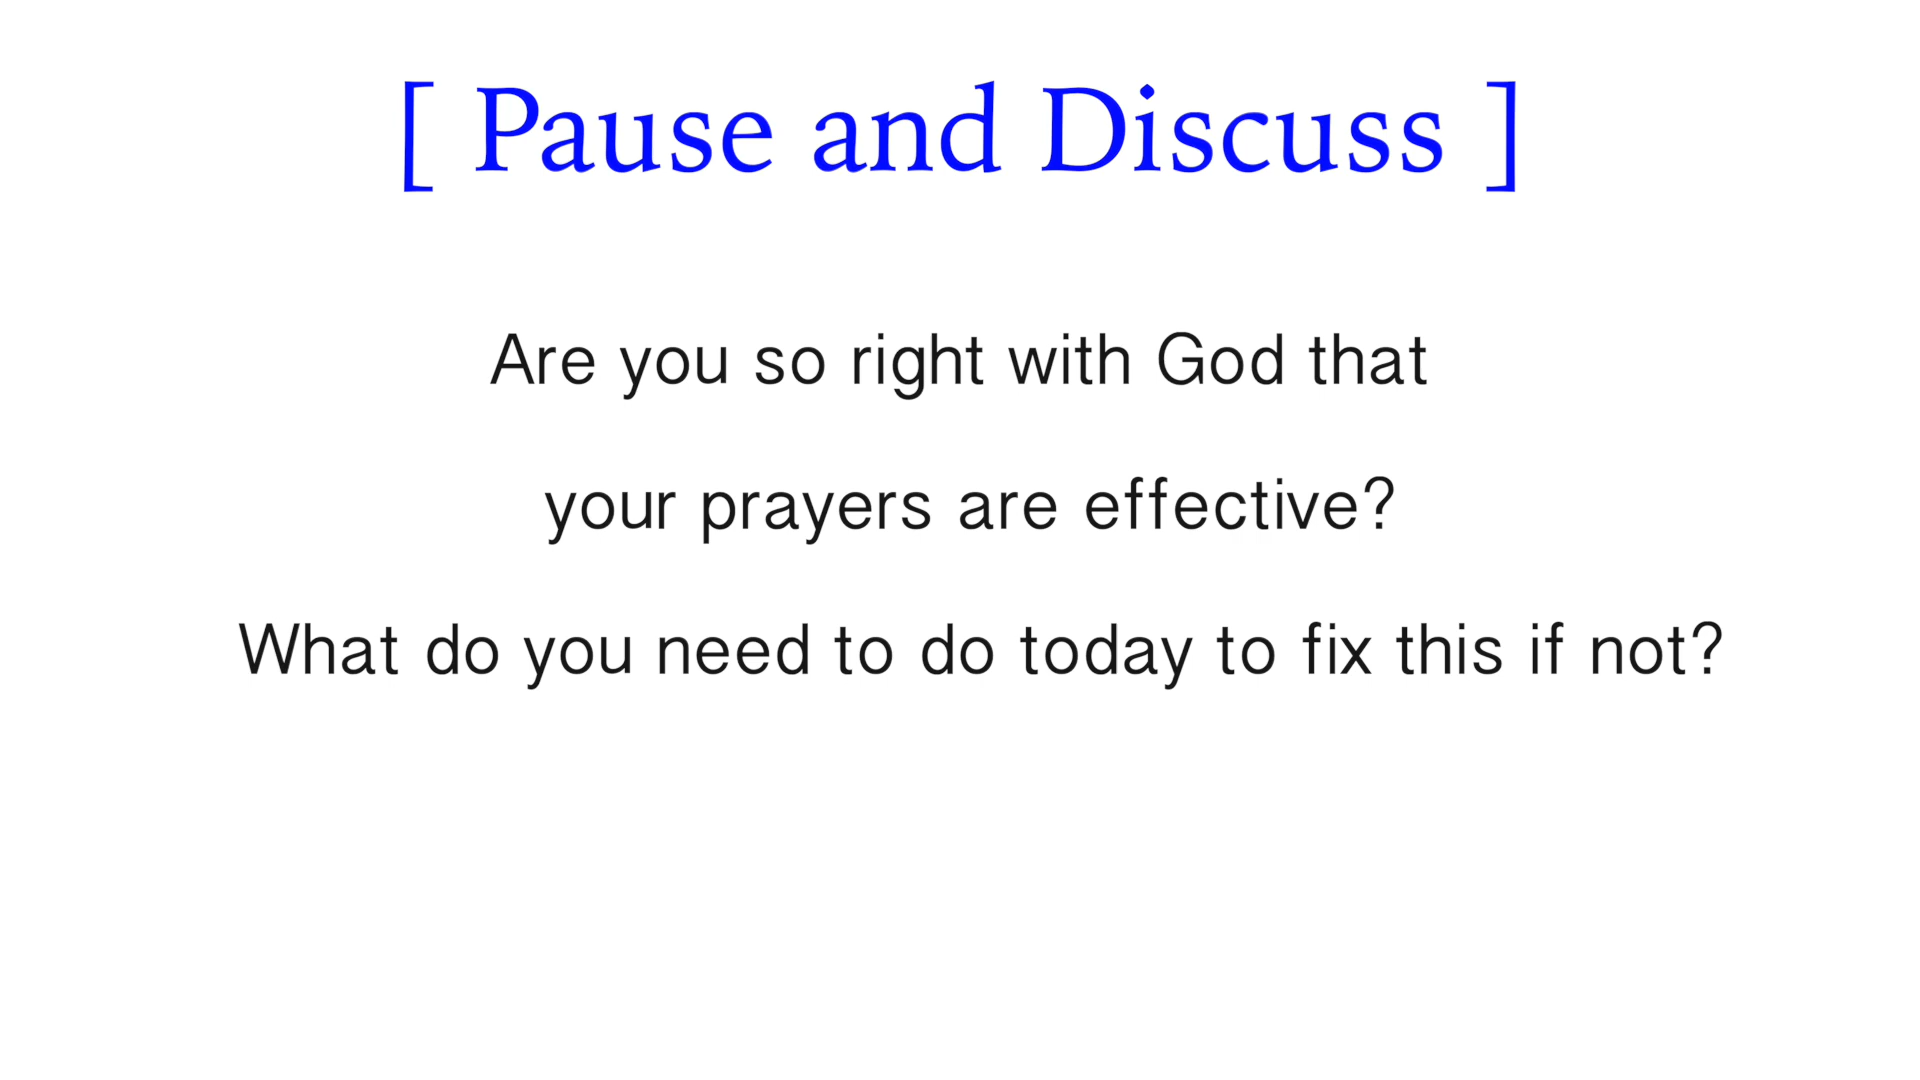 [ Pause and Discuss ]
Are you so right with God that
your prayers are effective?
What do you need to do today to fix this if not?